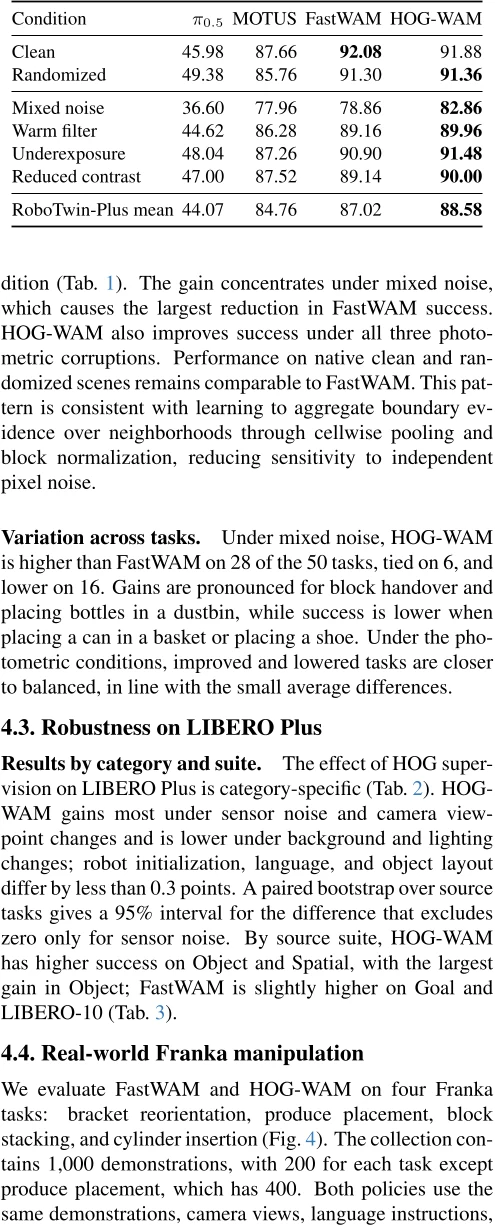 Condition π0.5 MOTUS FastWAM HOG-WAM
Clean 45.98 87.66 92.08 91.88
Randomized 49.38 85.76 91.30 91.36
Mixed noise 36.60 77.96 78.86 82.86
Warm filter 44.62 86.28 89.16 89.96
Underexposure 48.04 87.26 90.90 91.48
Reduced contrast 47.00 87.52 89.14 90.00
RoboTwin-Plus mean 44.07 84.76 87.02 88.58
dition (Tab. 1). The gain concentrates under mixed noise,
which causes the largest reduction in FastWAM success.
HOG-WAM also improves success under all three photo-
metric corruptions. Performance on native clean and ran-
domized scenes remains comparable to FastWAM. This pat-
tern is consistent with learning to aggregate boundary ev-
idence over neighborhoods through cellwise pooling and
block normalization, reducing sensitivity to independent
pixel noise.
Variation across tasks. Under mixed noise, HOG-WAM
is higher than FastWAM on 28 of the 50 tasks, tied on 6, and
lower on 16. Gains are pronounced for block handover and
placing bottles in a dustbin, while success is lower when
placing a can in a basket or placing a shoe. Under the pho-
tometric conditions, improved and lowered tasks are closer
to balanced, in line with the small average differences.
4.3. Robustness on LIBERO Plus
Results by category and suite. The effect of HOG super-
vision on LIBERO Plus is category-specific (Tab. 2). HOG-
WAM gains most under sensor noise and camera view-
point changes and is lower under background and lighting
changes; robot initialization, language, and object layout
differ by less than 0.3 points. A paired bootstrap over source
tasks gives a 95% interval for the difference that excludes
zero only for sensor noise. By source suite, HOG-WAM
has higher success on Object and Spatial, with the largest
gain in Object; FastWAM is slightly higher on Goal and
LIBERO-10 (Tab. 3).
4.4. Real-world Franka manipulation
We evaluate FastWAM and HOG-WAM on four Franka
tasks: bracket reorientation, produce placement, block
stacking, and cylinder insertion (Fig. 4). The collection con-
tains 1,000 demonstrations, with 200 for each task except
produce placement, which has 400. Both policies use the
same demonstrations, camera views, language instructions,